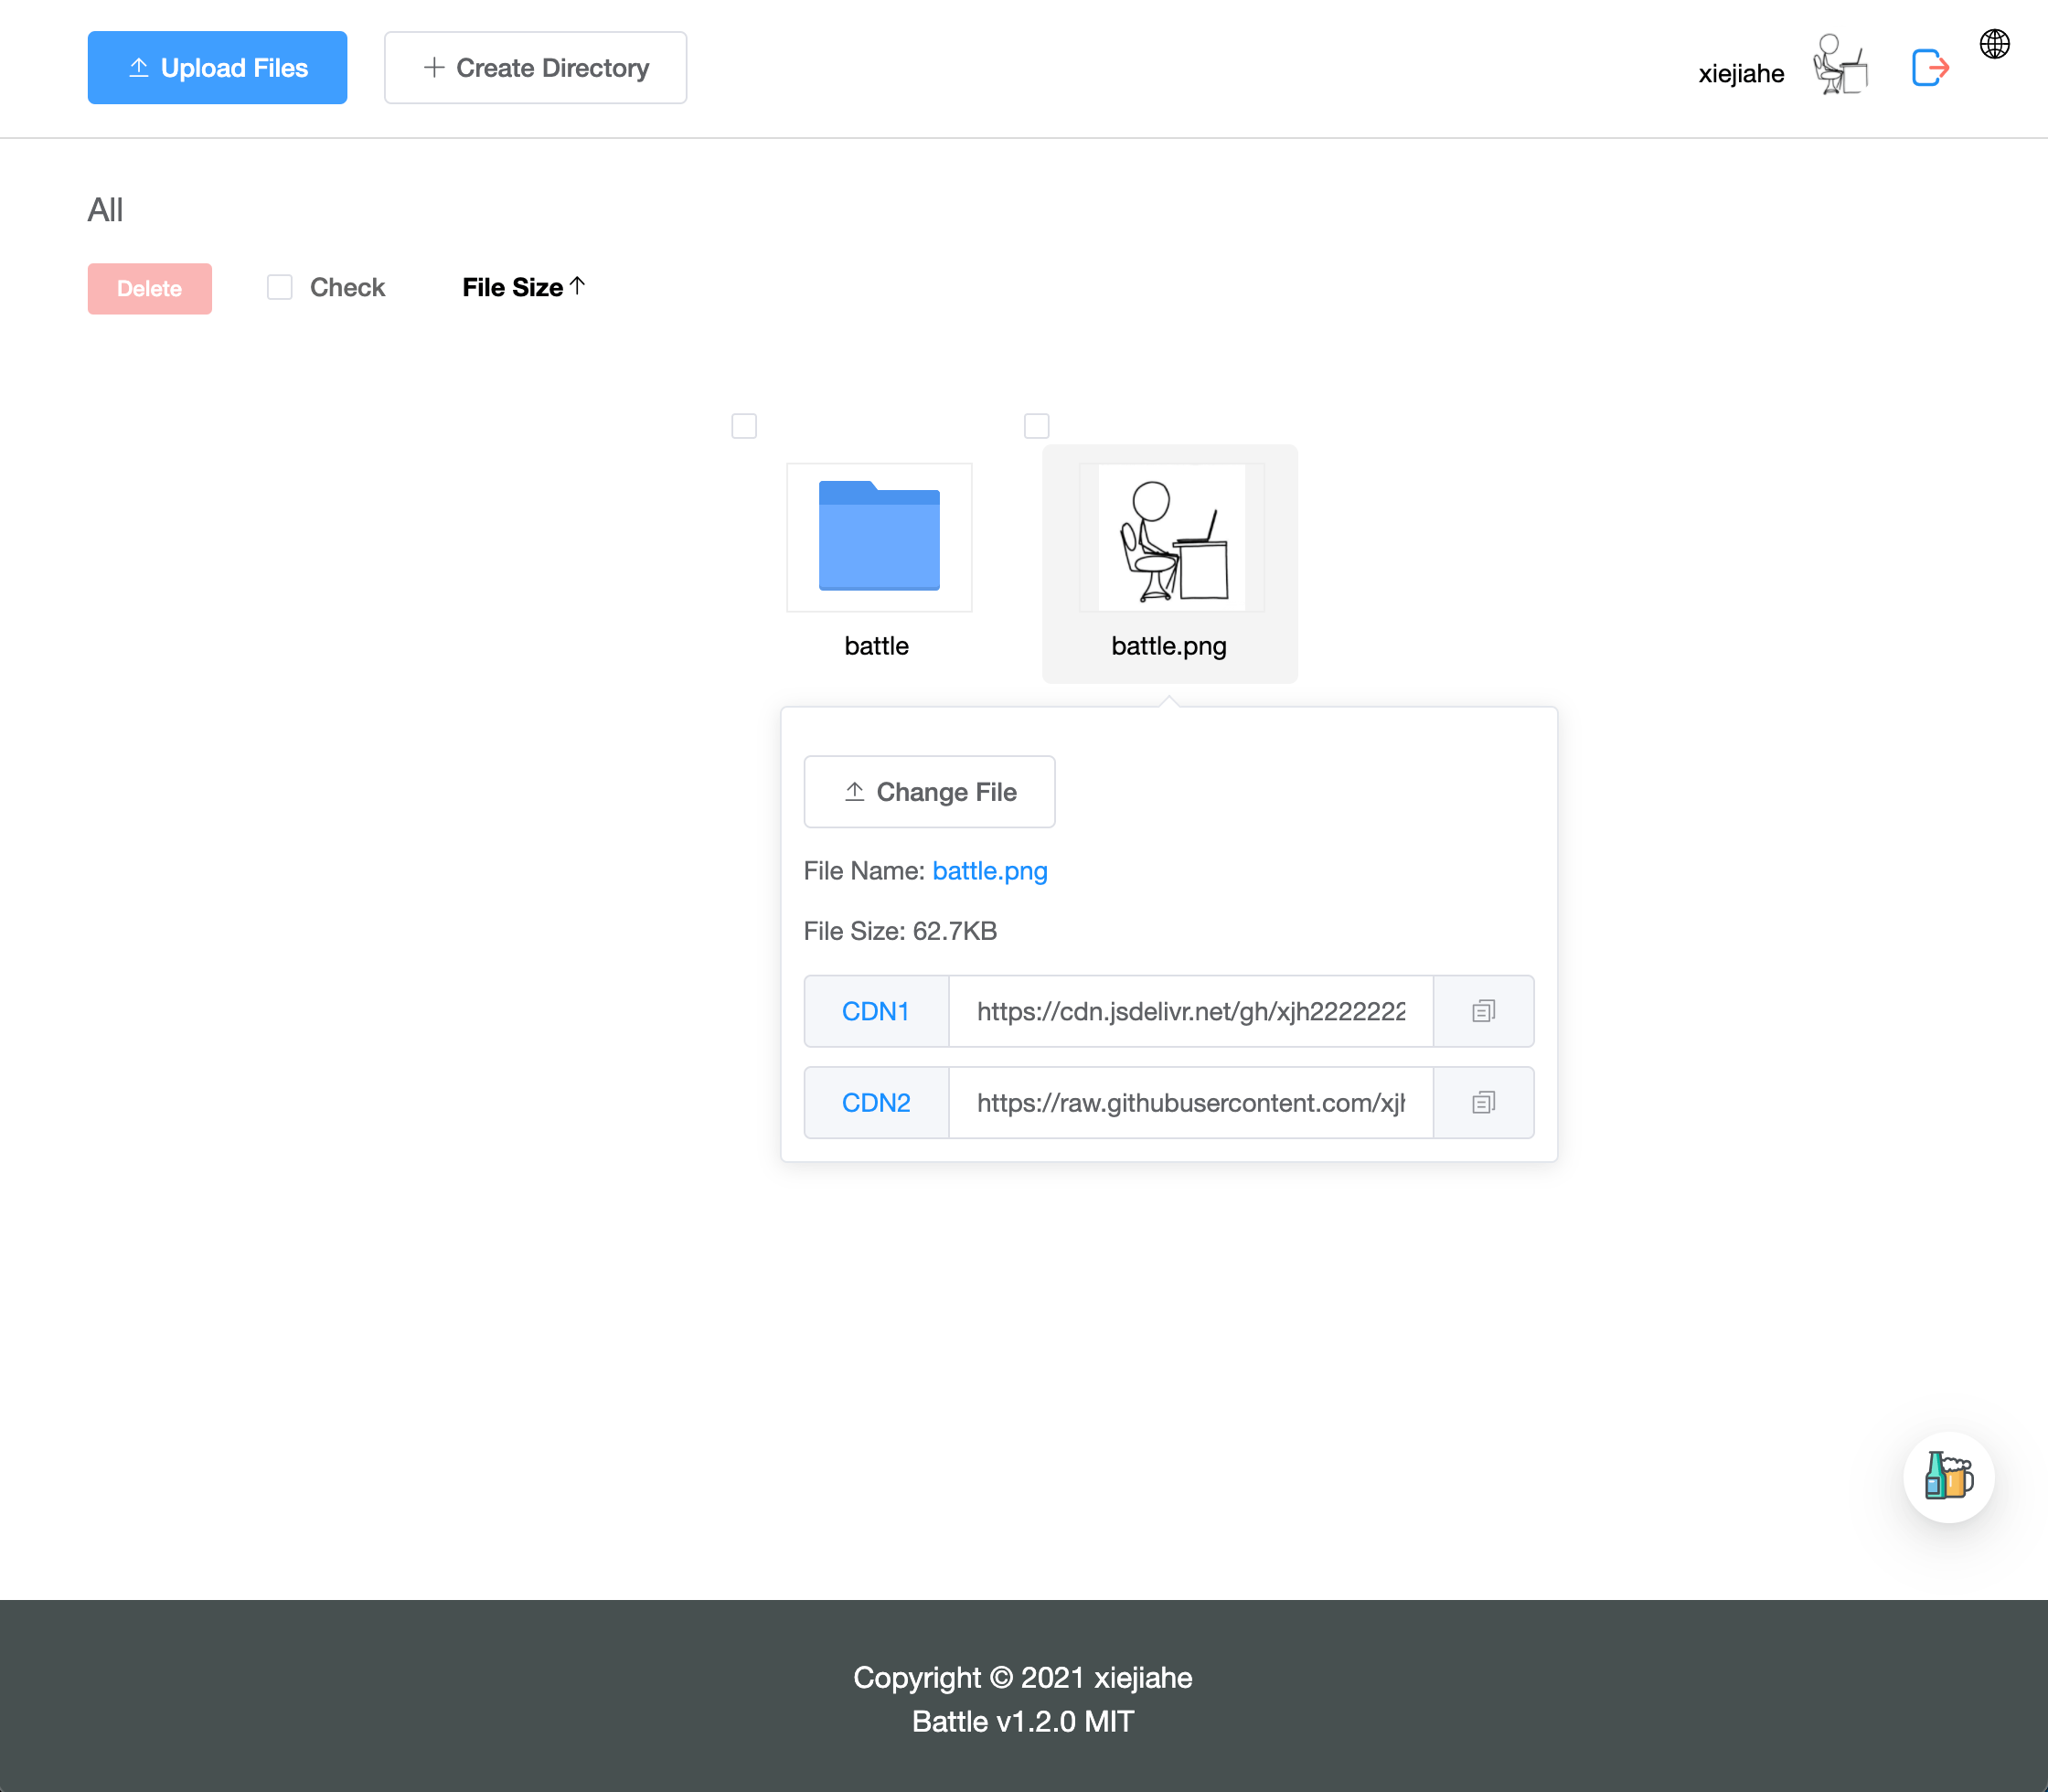 Upload Files
Create Directory
xiejiahe
All
Delete
Check
File Size
battle
battle.png
Change File
File Name: battle.png
File Size: 62.7KB
CDN1
https://cdn.jsdelivr.net/gh/xjh2222222
CDN2
https://raw.githubusercontent.com/xjh
Copyright © 2021 xiejiahe
Battle v1.2.0 MIT